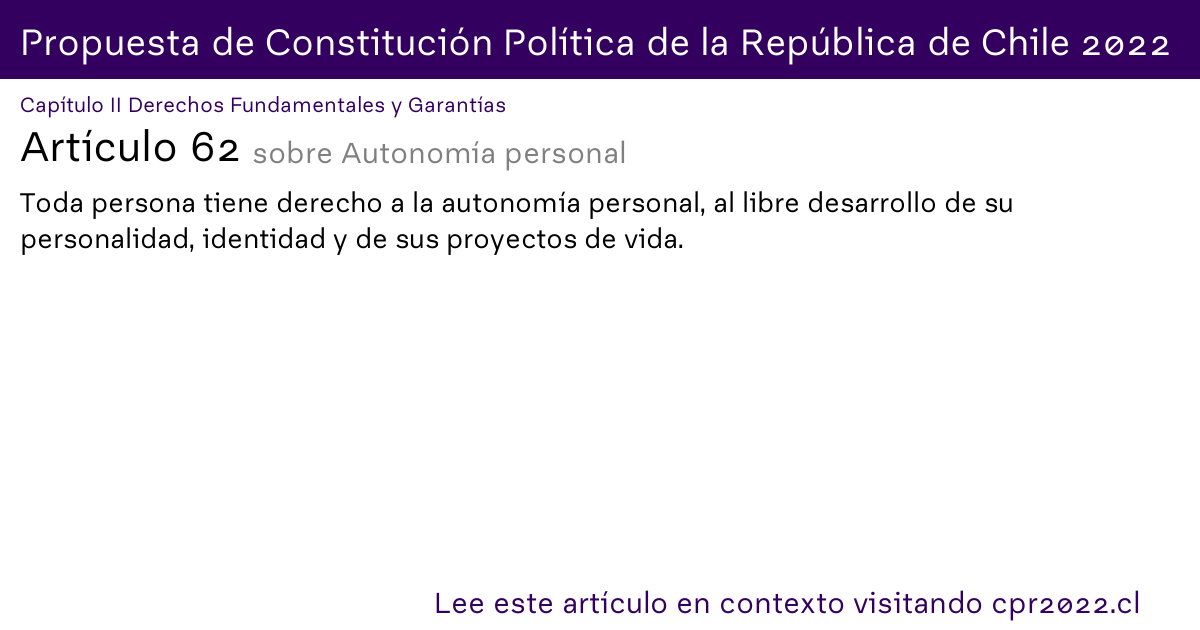 Propuesta de Constitución Política de la República de Chile 2022
Capítulo II Derechos Fundamentales y Garantías
Artículo 62 sobre Autonomía personal
Toda persona tiene derecho a la autonomía personal, al libre desarrollo de su
personalidad, identidad y de sus proyectos de vida.
Lee este artículo en contexto visitando cpr2022.cl